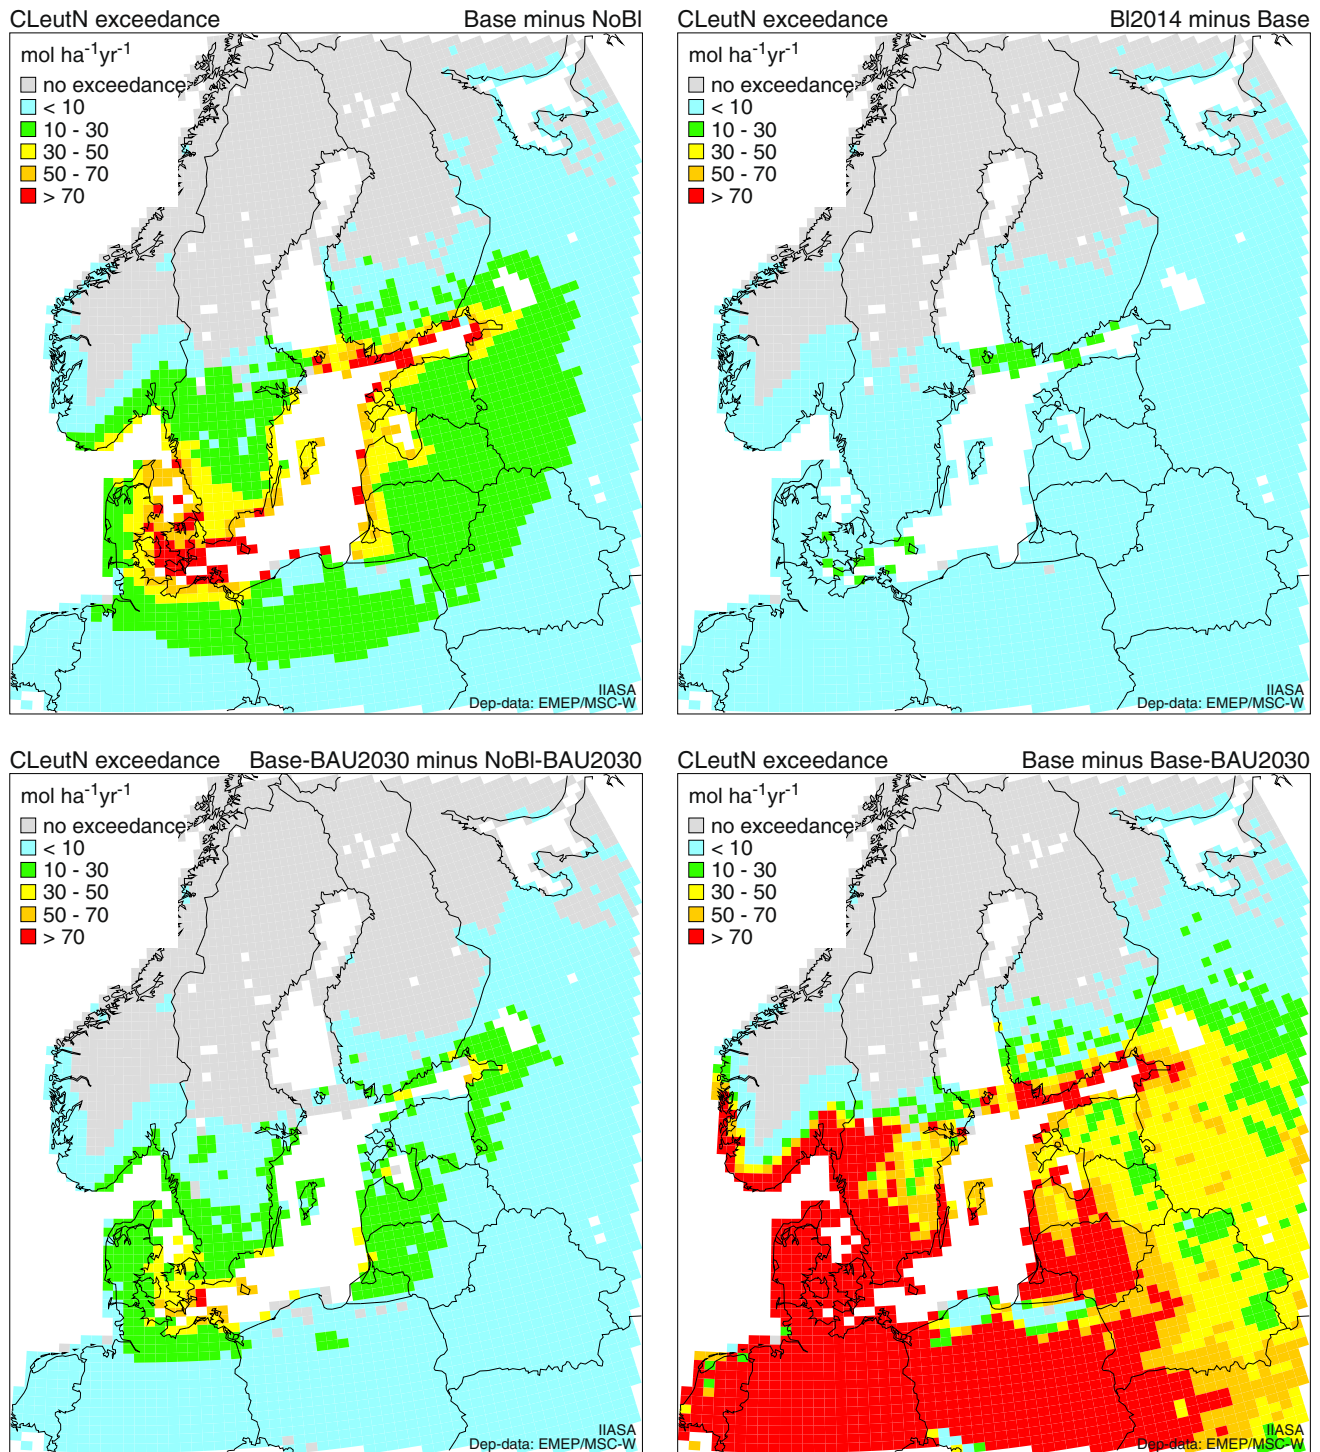 CLeutN exceedance Base minus NoBl
mol ha⁻¹yr⁻¹
no exceedance
< 10
10 - 30
30 - 50
50 - 70
> 70
IIASA
Dep-data: EMEP/MSC-W
CLeutN exceedance Bl2014 minus Base
mol ha⁻¹yr⁻¹
no exceedance
< 10
10 - 30
30 - 50
50 - 70
> 70
IIASA
Dep-data: EMEP/MSC-W
CLeutN exceedance Base-BAU2030 minus NoBl-BAU2030
mol ha⁻¹yr⁻¹
no exceedance
< 10
10 - 30
30 - 50
50 - 70
> 70
IIASA
Dep-data: EMEP/MSC-W
CLeutN exceedance Base minus Base-BAU2030
mol ha⁻¹yr⁻¹
no exceedance
< 10
10 - 30
30 - 50
50 - 70
> 70
IIASA
Dep-data: EMEP/MSC-W